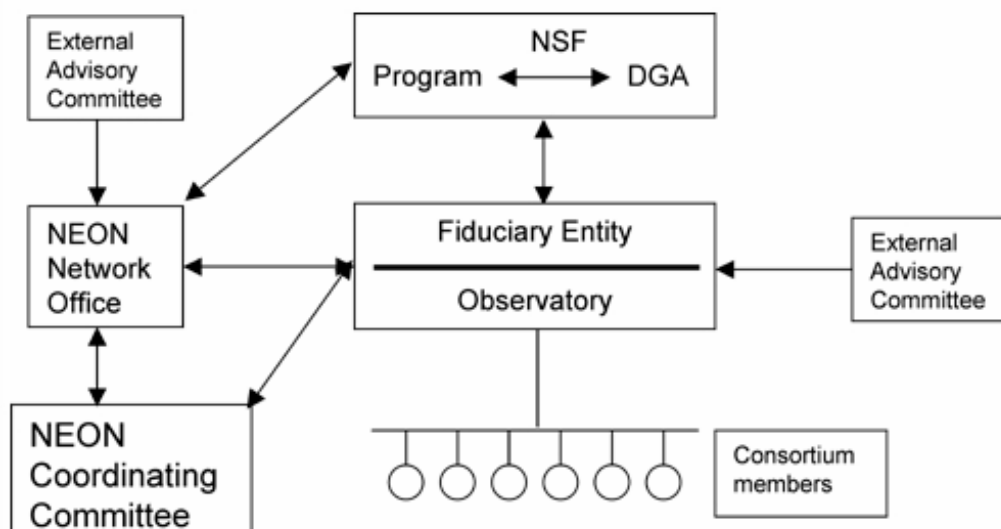 External
Advisory
Committee
NSF
Program DGA
NEON
Network
Office
Fiduciary Entity
Observatory
External
Advisory
Committee
NEON
Coordinating
Committee
Consortium
members